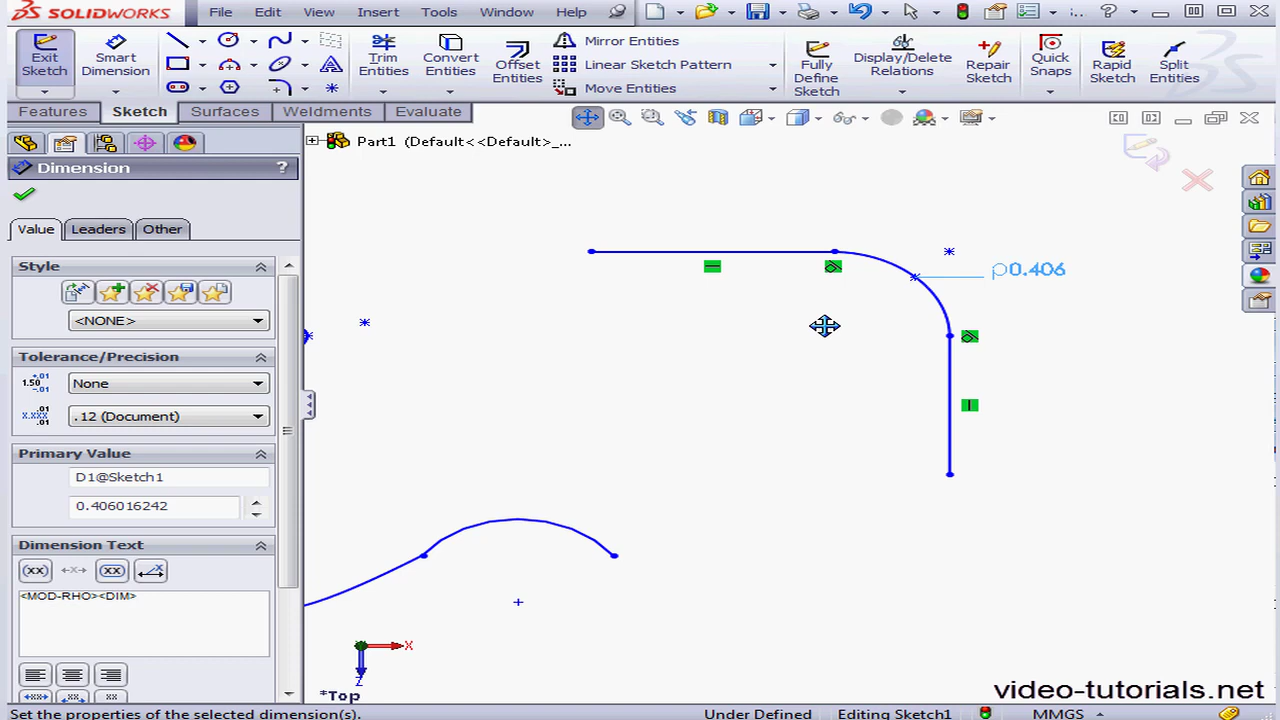 SOLIDWORKS File Edit View Insert Tools Window Help
Exit Sketch
Smart Dimension
Trim Entities
Convert Entities
Offset Entities
Mirror Entities
Linear Sketch Pattern
Move Entities
Fully Define Sketch
Display/Delete Relations
Repair Sketch
Quick Snaps
Rapid Sketch
Split Entities
Features Sketch Surfaces Weldments Evaluate
Part1 (Default<<Default>_...
Dimension ?
Value Leaders Other
Style
<NONE>
Tolerance/Precision
None
.12 (Document)
Primary Value
D1@Sketch1
0.406016242
Dimension Text
(xx) xx
<MOD-RHO><DIM>
ρ0.406
X
Z
*Top
video-tutorials.net
Set the properties of the selected dimension(s). Under Defined Editing Sketch1 MMGS